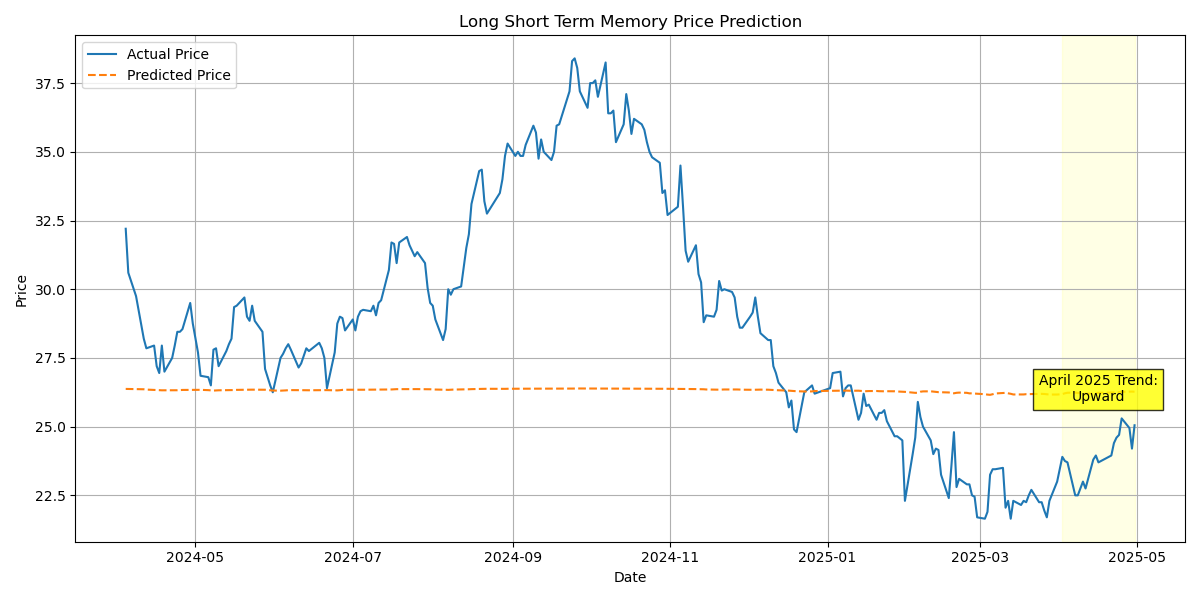 Long Short Term Memory Price Prediction
Actual Price
Predicted Price
37.5
35.0
32.5
30.0
27.5
25.0
22.5
Price
April 2025 Trend:
Upward
2024-05
2024-07
2024-09
2024-11
2025-01
2025-03
2025-05
Date